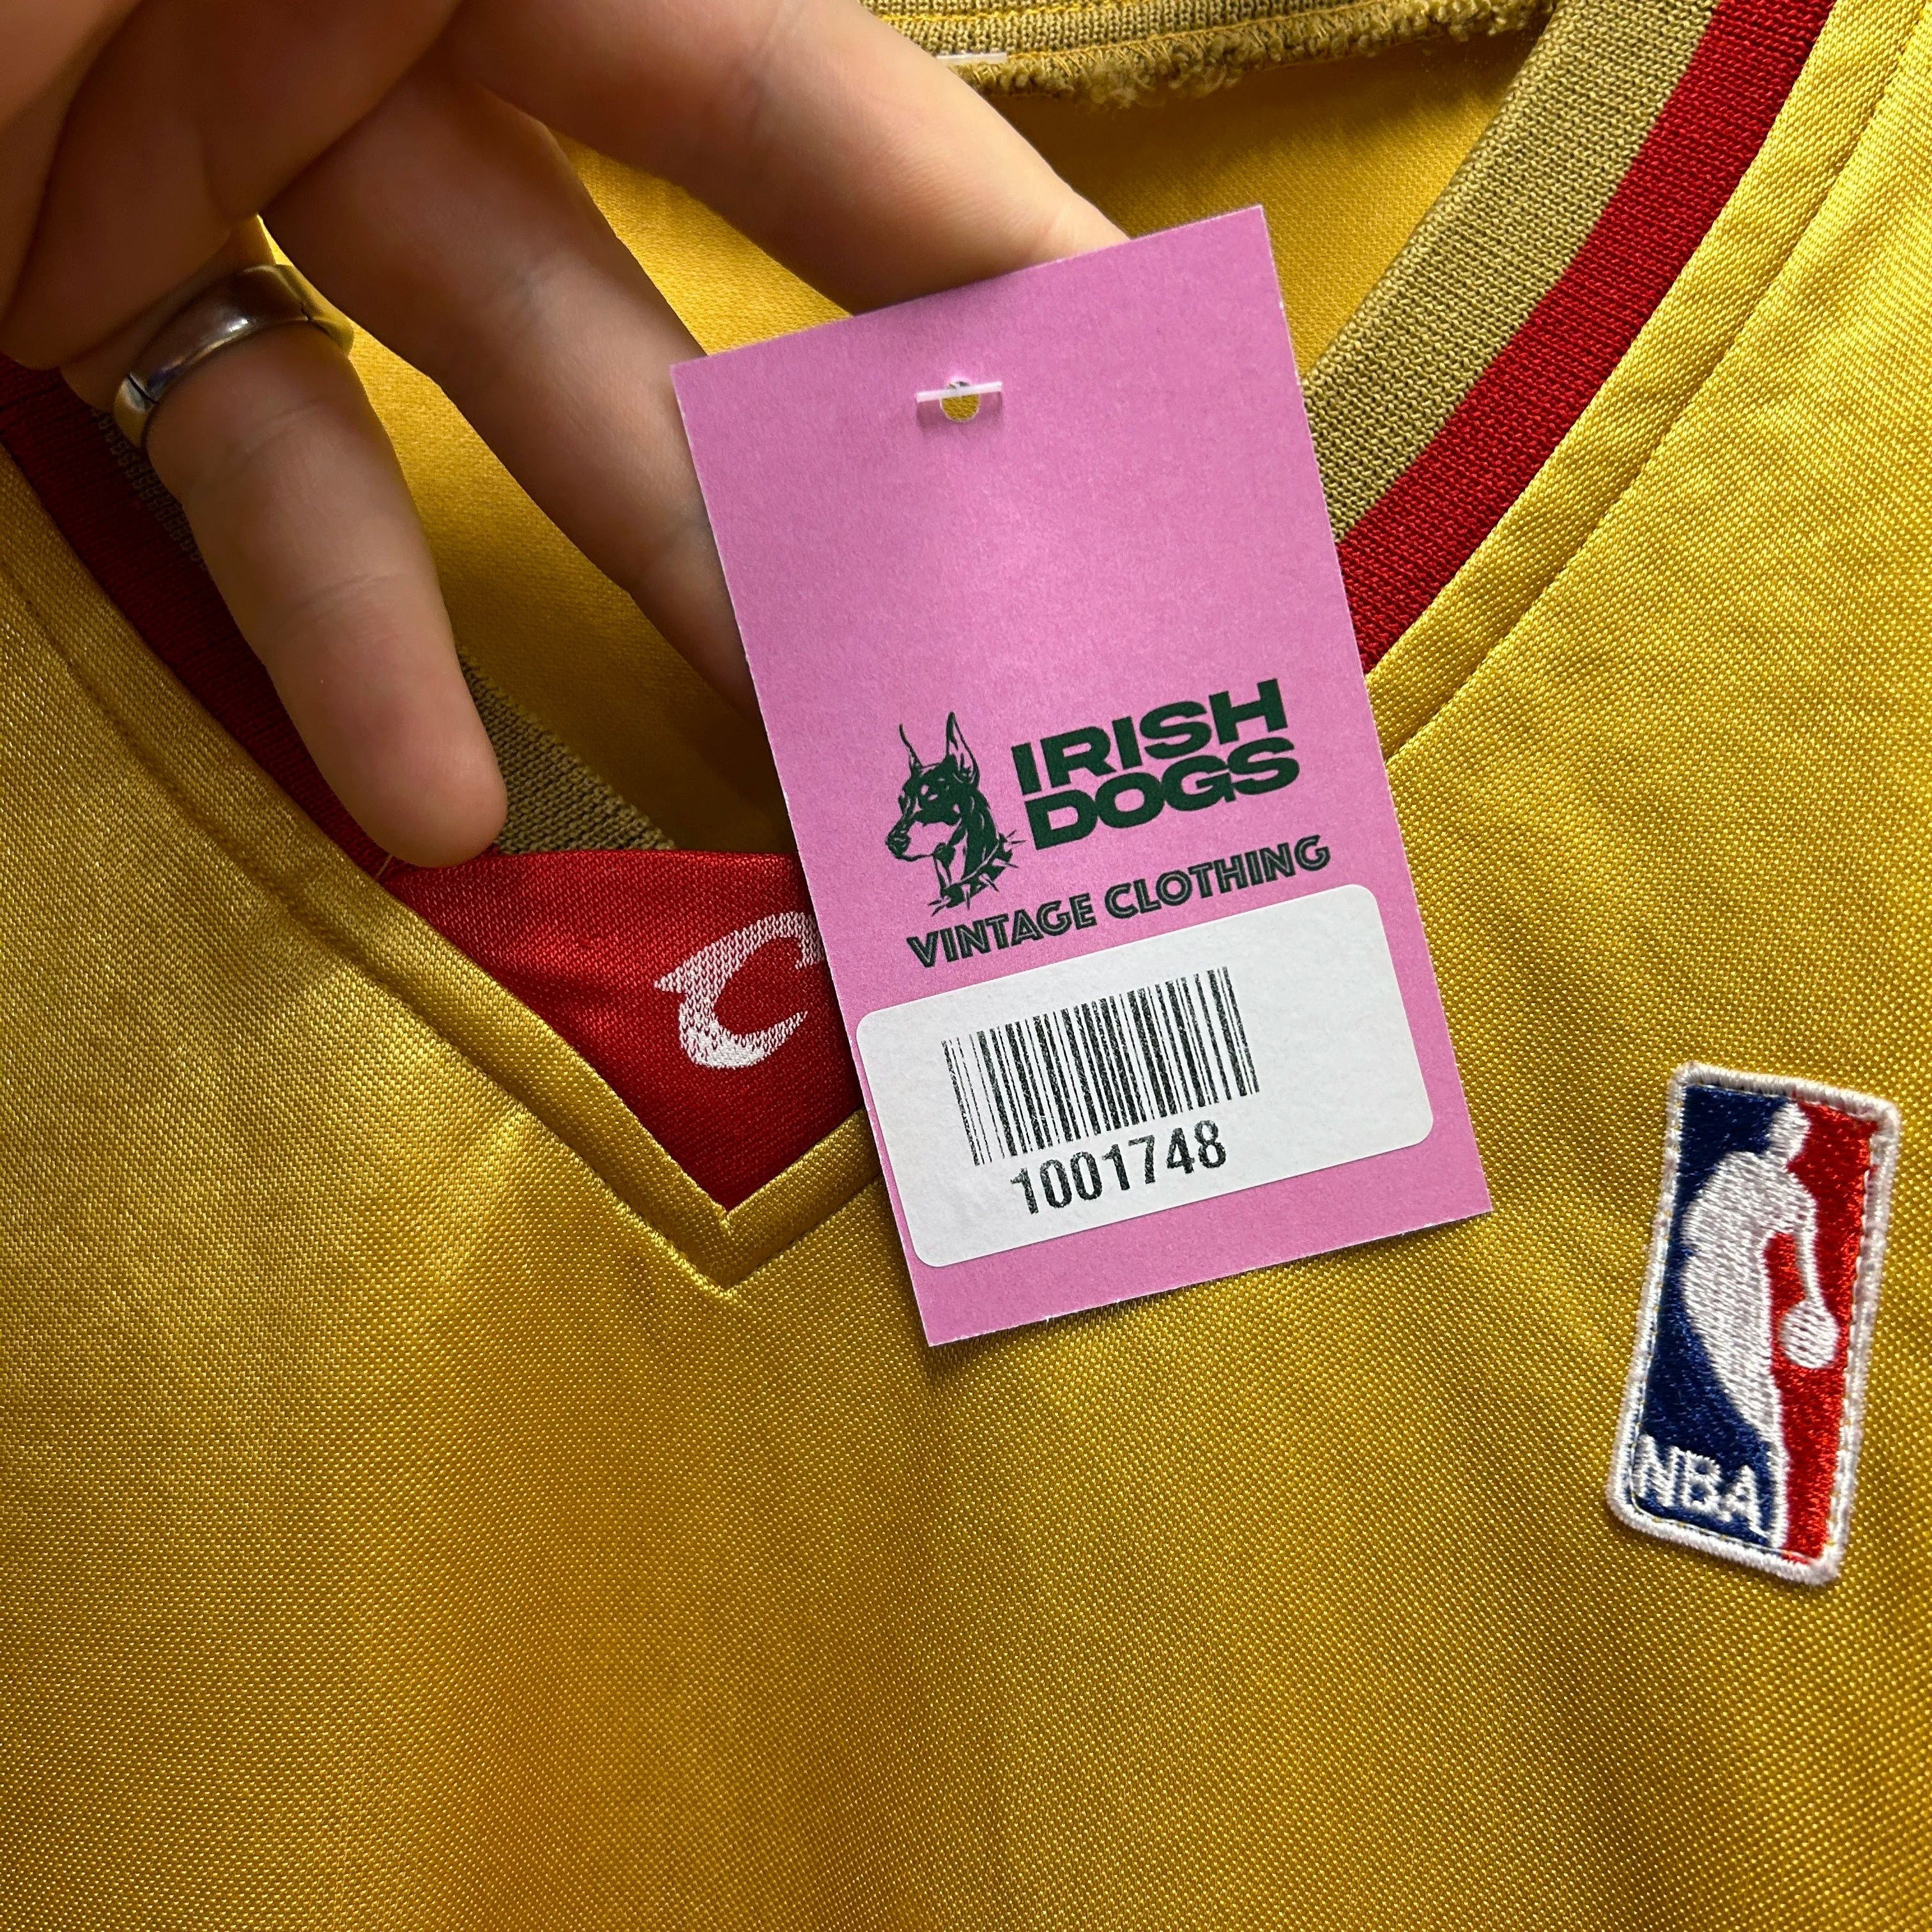 IRISH
DOGS
VINTAGE CLOTHING
1001748
C
NBA